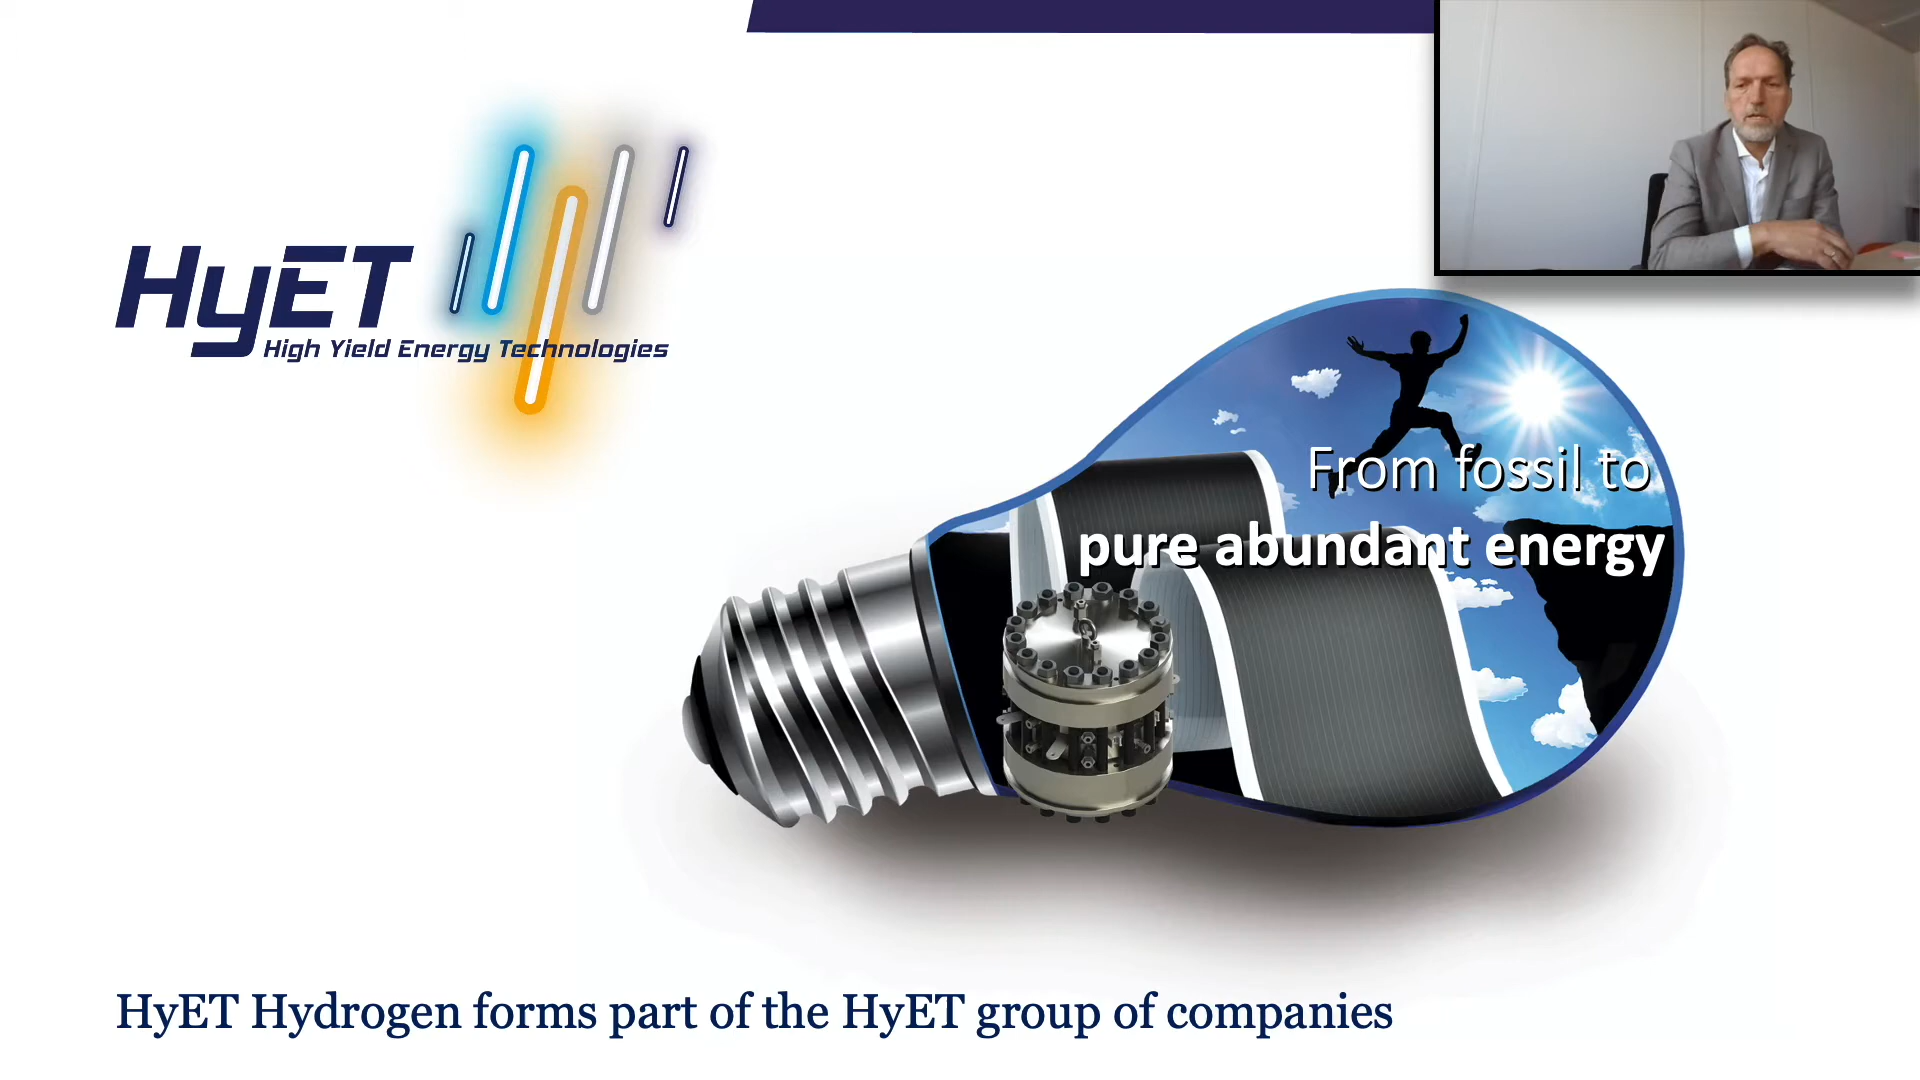 HyET
High Yield Energy Technologies
From fossil to
pure abundant energy
HyET Hydrogen forms part of the HyET group of companies